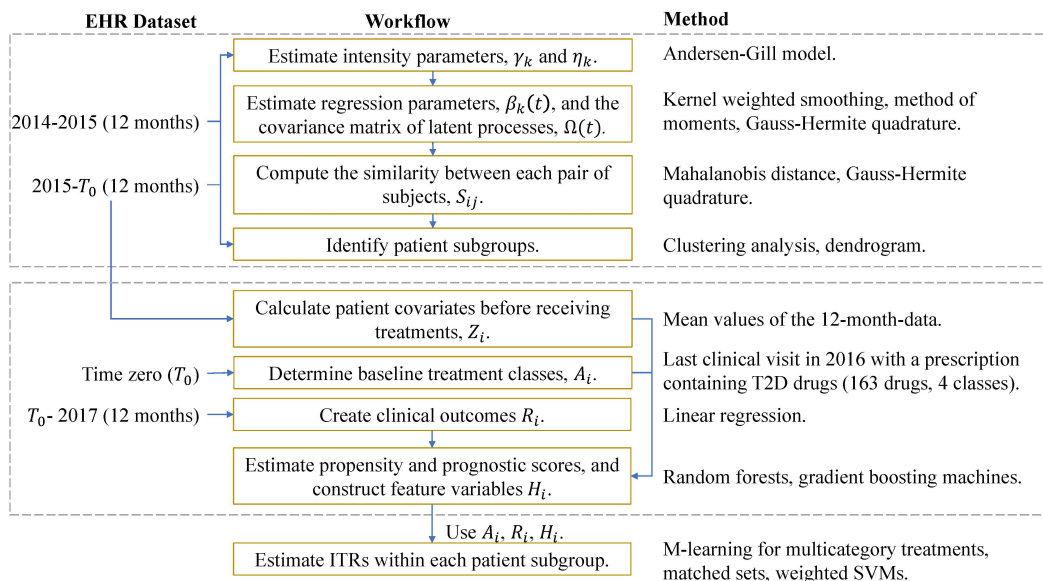 EHR Dataset
Workflow
Method
Estimate intensity parameters, γ_k and η_k.
Andersen-Gill model.
2014-2015 (12 months)
Estimate regression parameters, β_k(t), and the
covariance matrix of latent processes, Ω(t).
Kernel weighted smoothing, method of
moments, Gauss-Hermite quadrature.
2015-T_0 (12 months)
Compute the similarity between each pair of
subjects, S_ij.
Mahalanobis distance, Gauss-Hermite
quadrature.
Identify patient subgroups.
Clustering analysis, dendrogram.
Calculate patient covariates before receiving
treatments, Z_i.
Mean values of the 12-month-data.
Time zero (T_0)
Determine baseline treatment classes, A_i.
Last clinical visit in 2016 with a prescription
containing T2D drugs (163 drugs, 4 classes).
T_0- 2017 (12 months)
Create clinical outcomes R_i.
Linear regression.
Estimate propensity and prognostic scores, and
construct feature variables H_i.
Random forests, gradient boosting machines.
Use A_i, R_i, H_i.
Estimate ITRs within each patient subgroup.
M-learning for multicategory treatments,
matched sets, weighted SVMs.